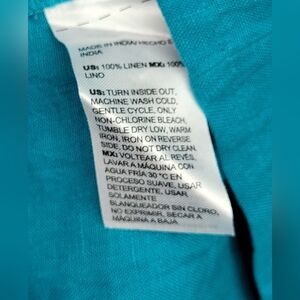 MADE IN INDIA/ HECHO E
INDIA
US: 100% LINEN MX: 100%
LINO
US: TURN INSIDE OUT,
MACHINE WASH COLD,
GENTLE CYCLE, ONLY
NON-CHLORINE BLEACH,
TUMBLE DRY LOW, WARM
IRON, IRON ON REVERSE
SIDE, DO NOT DRY CLEAN.
MX: VOLTEAR AL REVES,
LAVAR A MÁQUINA CON
AGUA FRÍA 30 °C EN
PROCESO SUAVE, USAR
DETERGENTE, USAR
SOLAMENTE
BLANQUEADOR SIN CLORO,
NO EXPRIMIR, SECAR A
MÁQUINA A BAJA